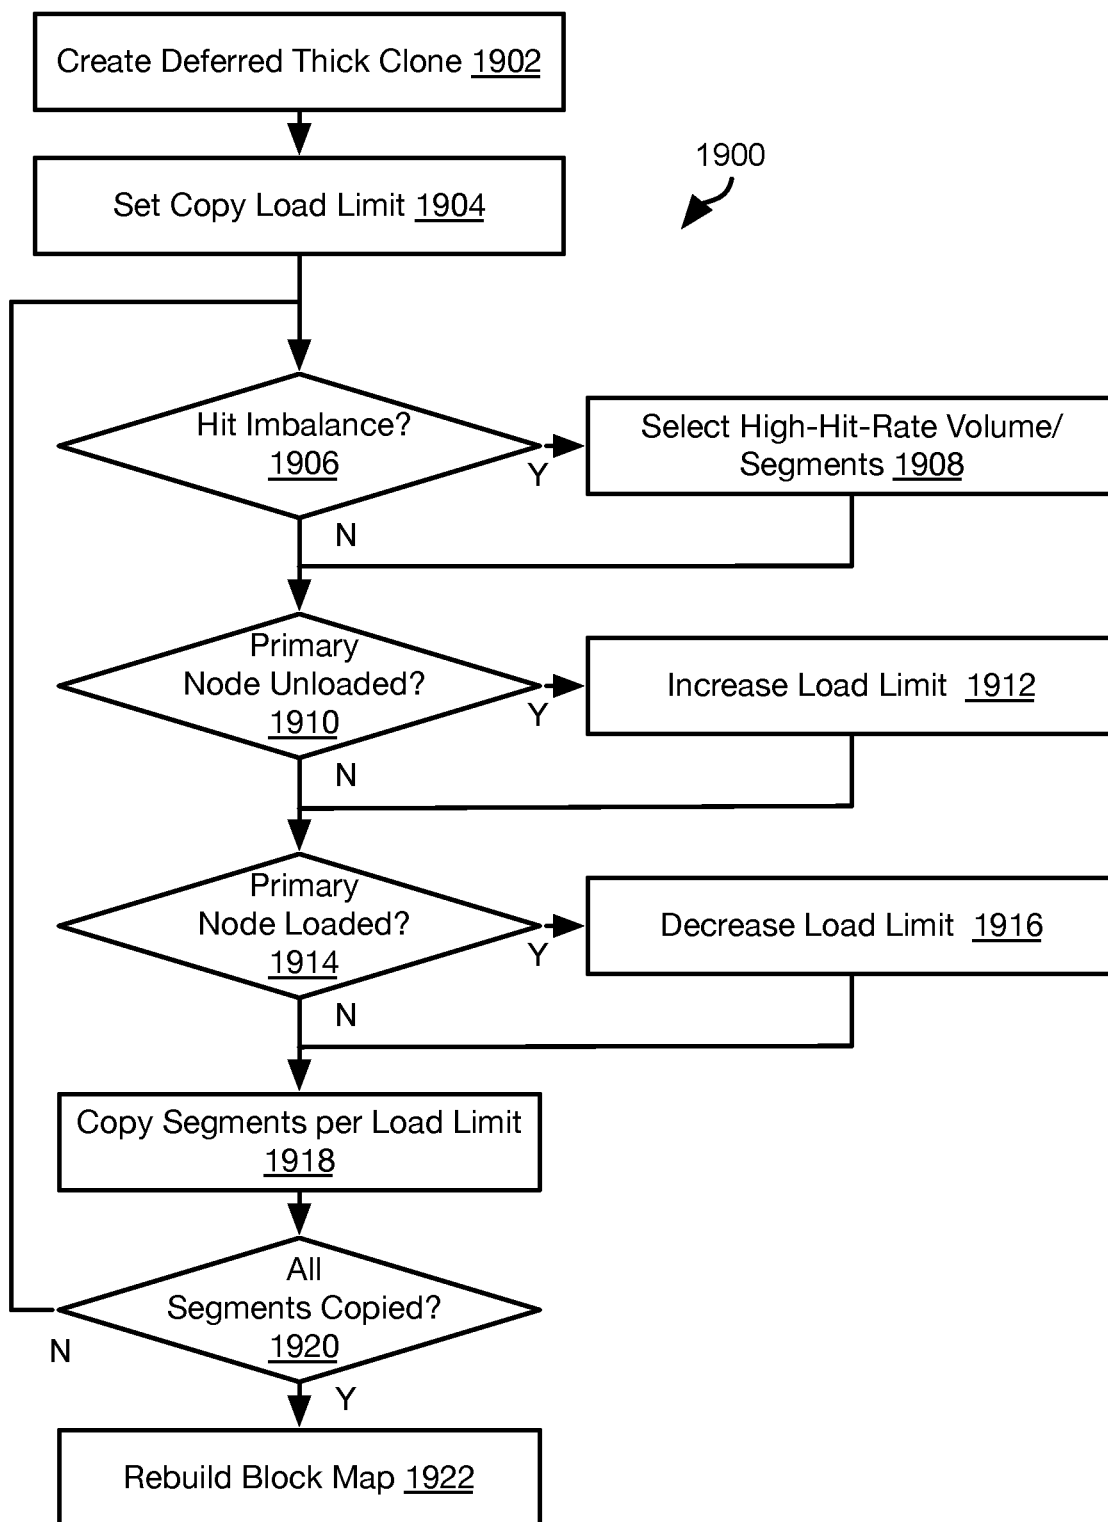 Create Deferred Thick Clone 1902
Set Copy Load Limit 1904
1900
Hit Imbalance?
1906
Y
N
Select High-Hit-Rate Volume/
Segments 1908
Primary
Node Unloaded?
1910
Y
N
Increase Load Limit 1912
Primary
Node Loaded?
1914
Y
N
Decrease Load Limit 1916
Copy Segments per Load Limit
1918
All
Segments Copied?
1920
N
Y
Rebuild Block Map 1922